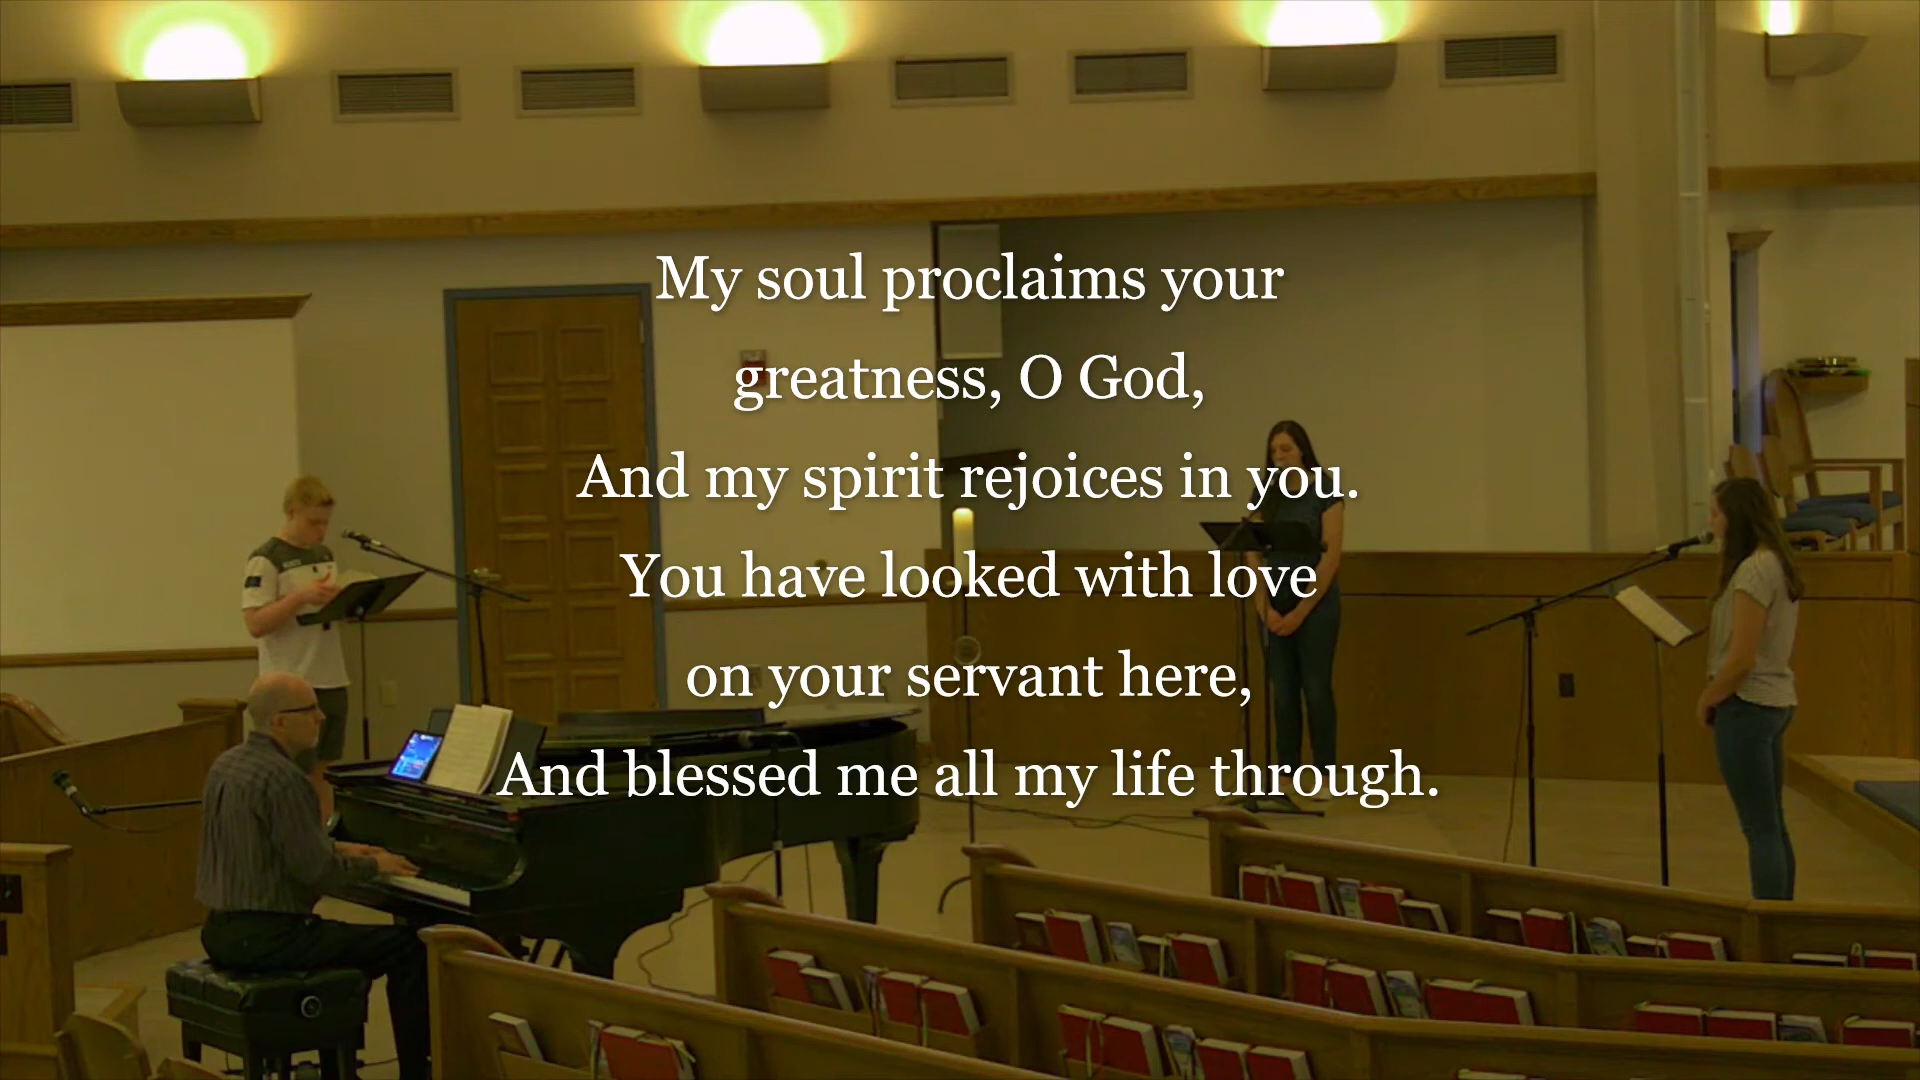 My soul proclaims your
greatness, O God,
And my spirit rejoices in you.
You have looked with love
on your servant here,
And blessed me all my life through.